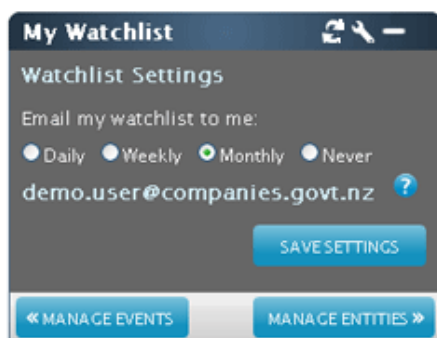 My Watchlist
Watchlist Settings
Email my watchlist to me:
Daily Weekly Monthly Never
demo.user@companies.govt.nz ?
SAVE SETTINGS
« MANAGE EVENTS MANAGE ENTITIES »